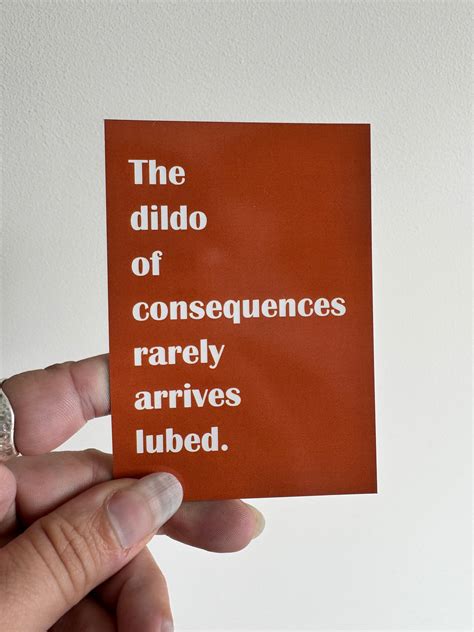 The
dildo
of
consequences
rarely
arrives
lubed.